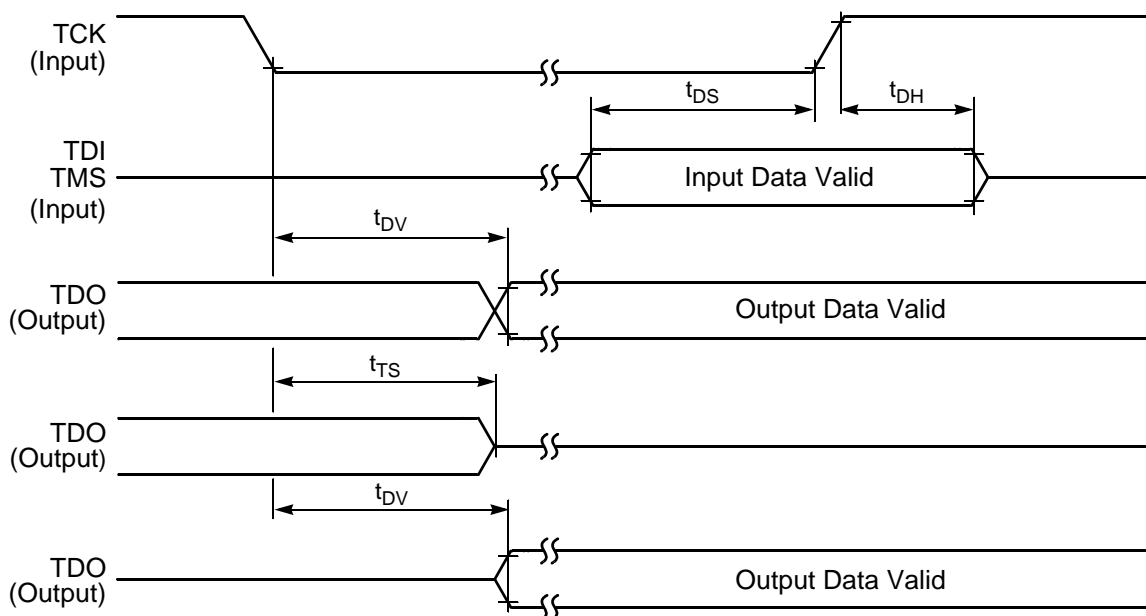 TCK
(Input)
tDS
tDH
TDI
TMS
(Input)
Input Data Valid
tDV
TDO
(Output)
Output Data Valid
tTS
TDO
(Output)
tDV
TDO
(Output)
Output Data Valid